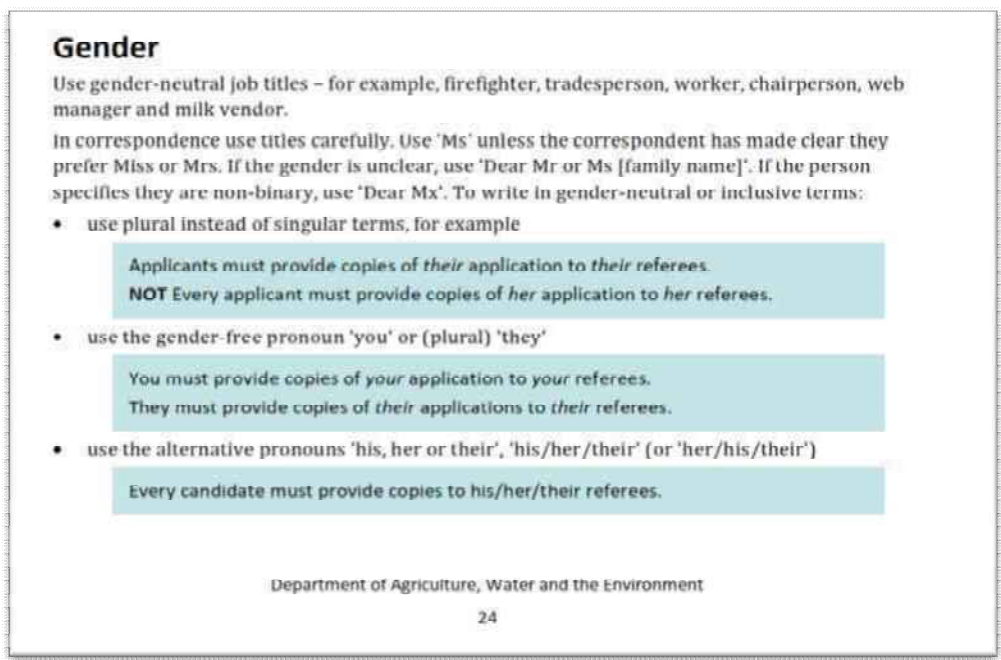 Gender
Use gender-neutral job titles – for example, firefighter, tradesperson, worker, chairperson, web
manager and milk vendor.
In correspondence use titles carefully. Use 'Ms' unless the correspondent has made clear they
prefer Miss or Mrs. If the gender is unclear, use 'Dear Mr or Ms [family name]'. If the person
specifies they are non-binary, use 'Dear Mx'. To write in gender-neutral or inclusive terms:
• use plural instead of singular terms, for example
Applicants must provide copies of their application to their referees.
NOT Every applicant must provide copies of her application to her referees.
• use the gender-free pronoun 'you' or (plural) 'they'
You must provide copies of your application to your referees.
They must provide copies of their applications to their referees.
• use the alternative pronouns 'his, her or their', 'his/her/their' (or 'her/his/their')
Every candidate must provide copies to his/her/their referees.
Department of Agriculture, Water and the Environment
24